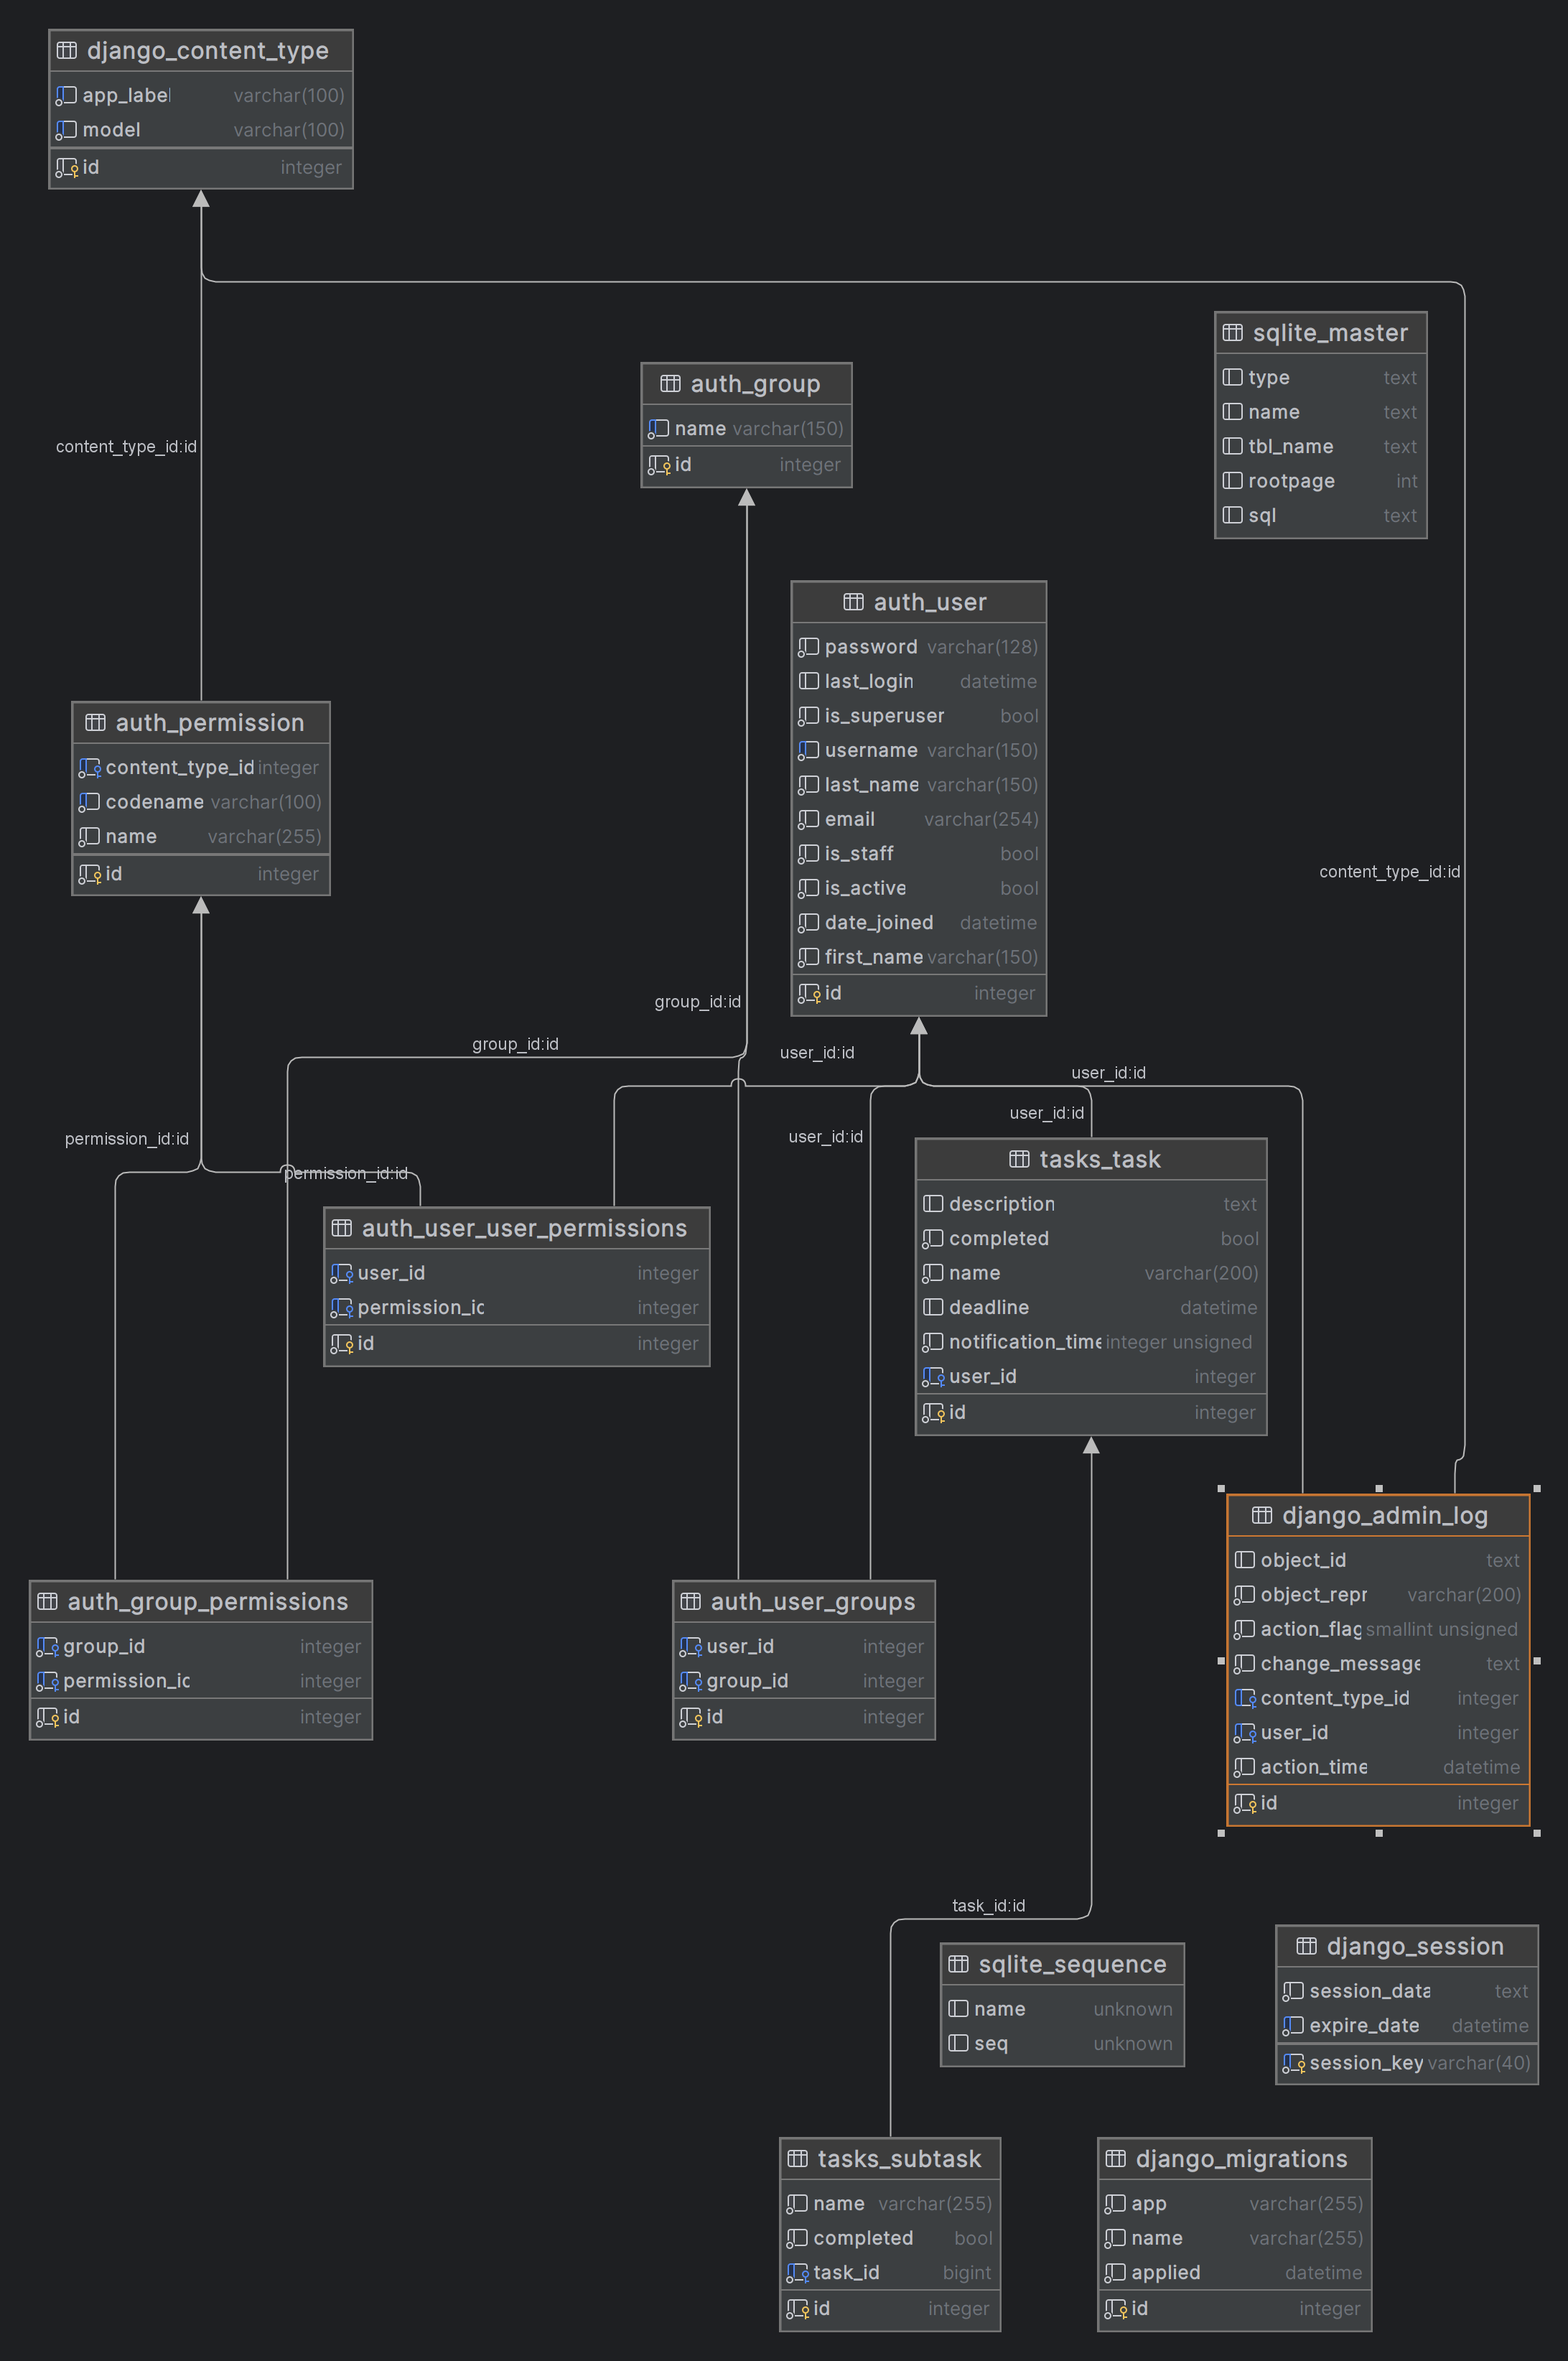 django_content_type
app_label varchar(100)
model varchar(100)
id integer
sqlite_master
type text
name text
tbl_name text
rootpage int
sql text
auth_group
name varchar(150)
id integer
content_type_id:id
auth_user
password varchar(128)
last_login datetime
is_superuser bool
username varchar(150)
last_name varchar(150)
email varchar(254)
is_staff bool
is_active bool
date_joined datetime
first_name varchar(150)
id integer
auth_permission
content_type_id integer
codename varchar(100)
name varchar(255)
id integer
content_type_id:id
group_id:id
group_id:id
user_id:id
user_id:id
user_id:id
user_id:id
permission_id:id
permission_id:id
tasks_task
description text
completed bool
name varchar(200)
deadline datetime
notification_time integer unsigned
user_id integer
id integer
auth_user_user_permissions
user_id integer
permission_id integer
id integer
django_admin_log
object_id text
object_repr varchar(200)
action_flag smallint unsigned
change_message text
content_type_id integer
user_id integer
action_time datetime
id integer
auth_group_permissions
group_id integer
permission_id integer
id integer
auth_user_groups
user_id integer
group_id integer
id integer
task_id:id
sqlite_sequence
name unknown
seq unknown
django_session
session_data text
expire_date datetime
session_key varchar(40)
tasks_subtask
name varchar(255)
completed bool
task_id bigint
id integer
django_migrations
app varchar(255)
name varchar(255)
applied datetime
id integer